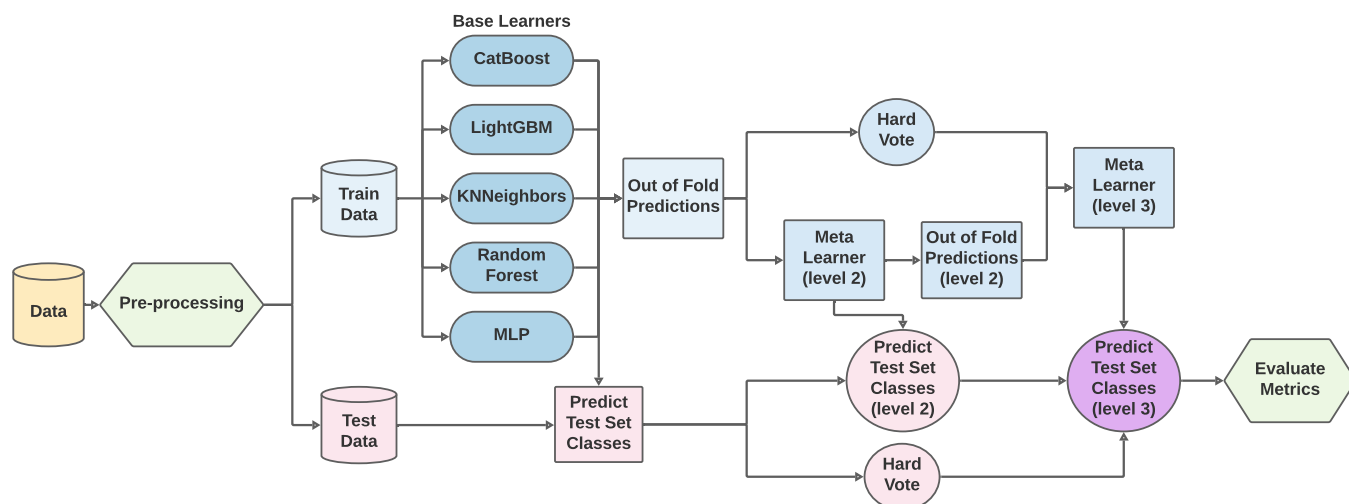 Base Learners
CatBoost
LightGBM
KNNeighbors
Random
Forest
MLP
Data
Pre-processing
Train
Data
Test
Data
Out of Fold
Predictions
Predict
Test Set
Classes
Hard
Vote
Meta
Learner
(level 2)
Out of Fold
Predictions
(level 2)
Meta
Learner
(level 3)
Predict
Test Set
Classes
(level 2)
Hard
Vote
Predict
Test Set
Classes
(level 3)
Evaluate
Metrics